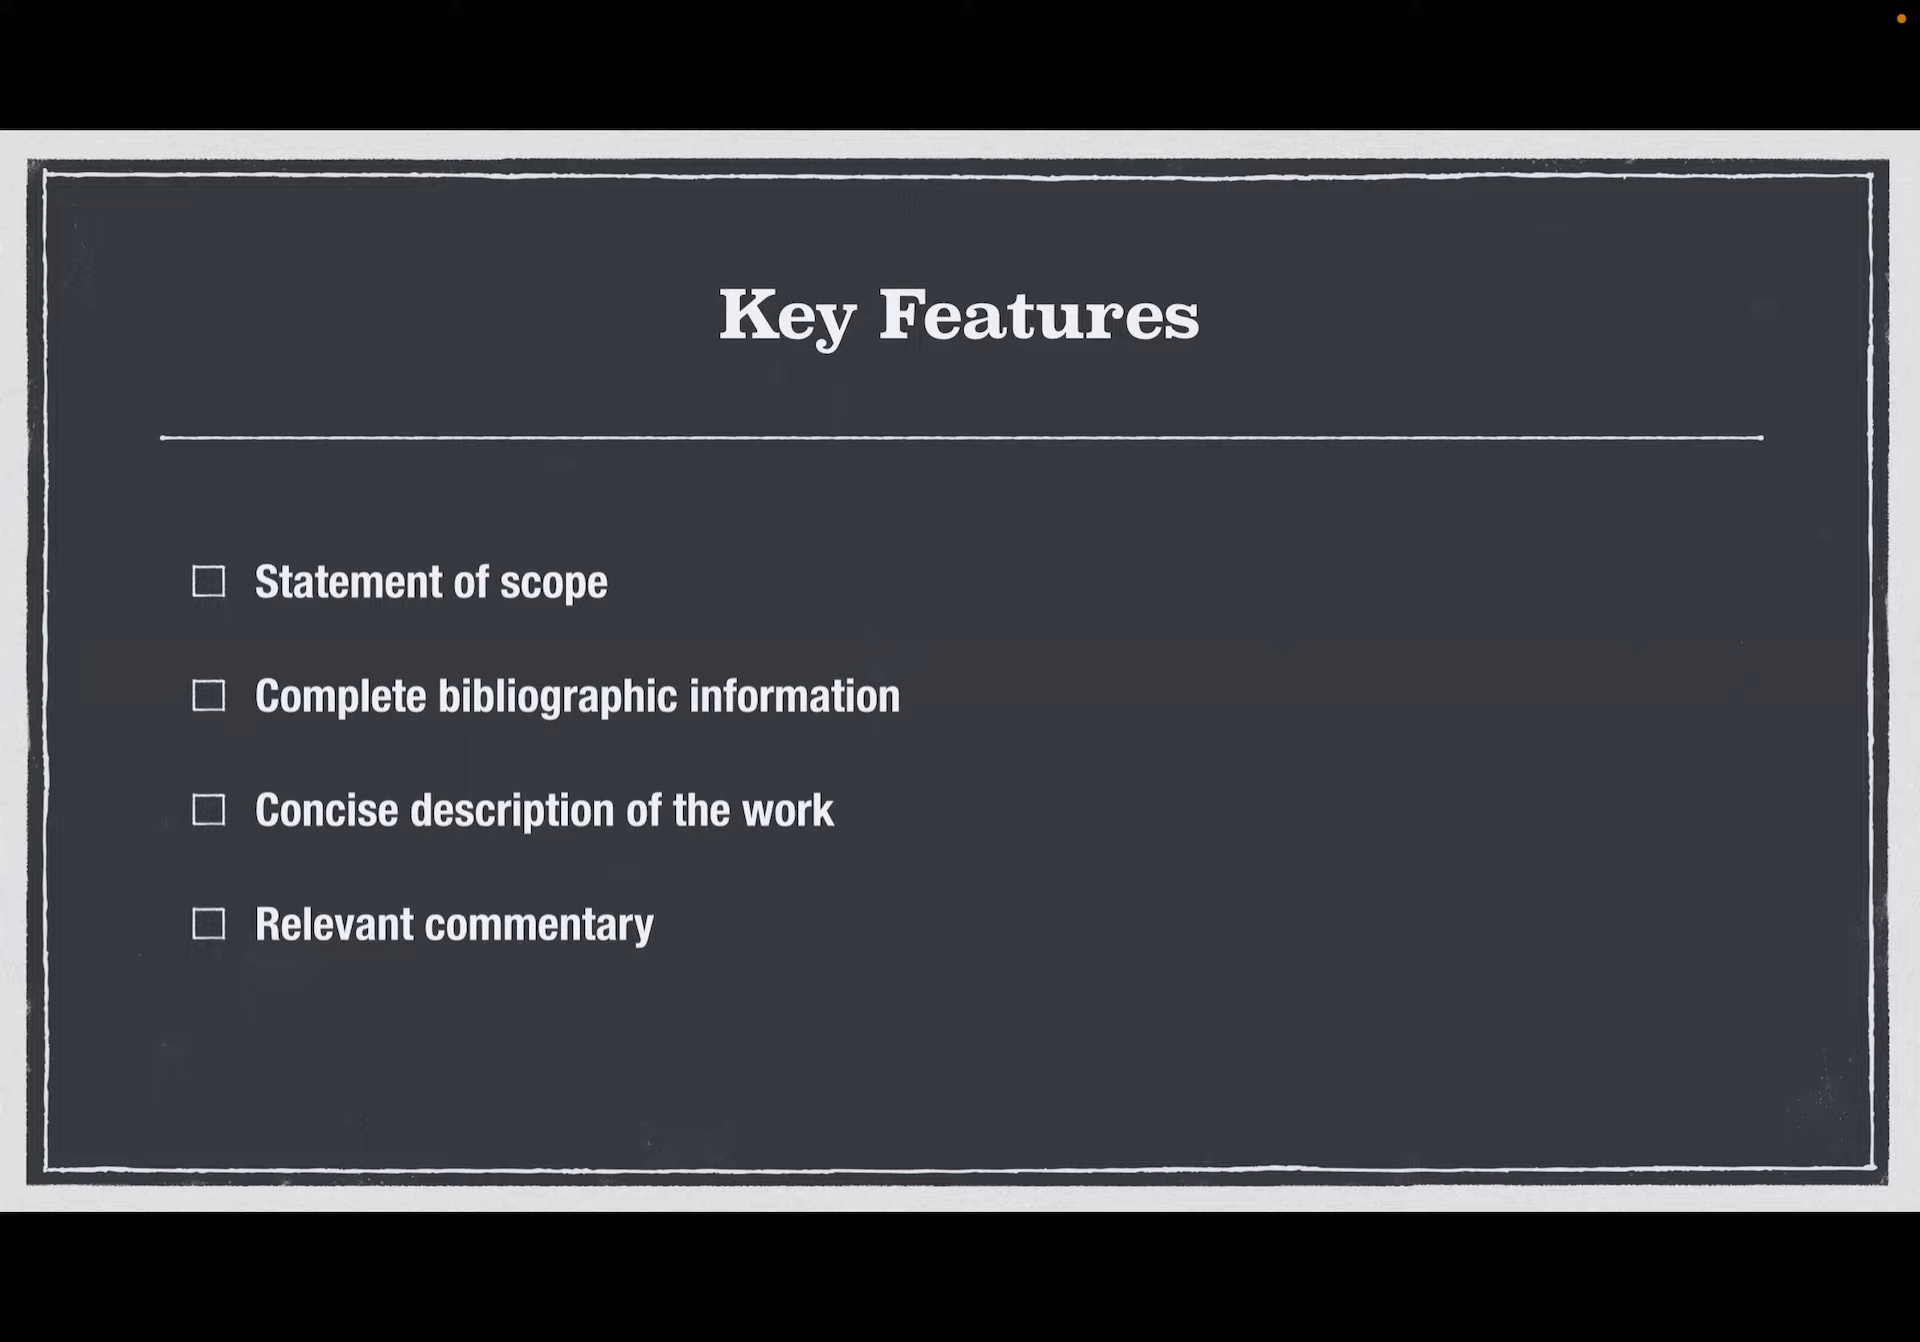 Key Features
Statement of scope
Complete bibliographic information
Concise description of the work
Relevant commentary